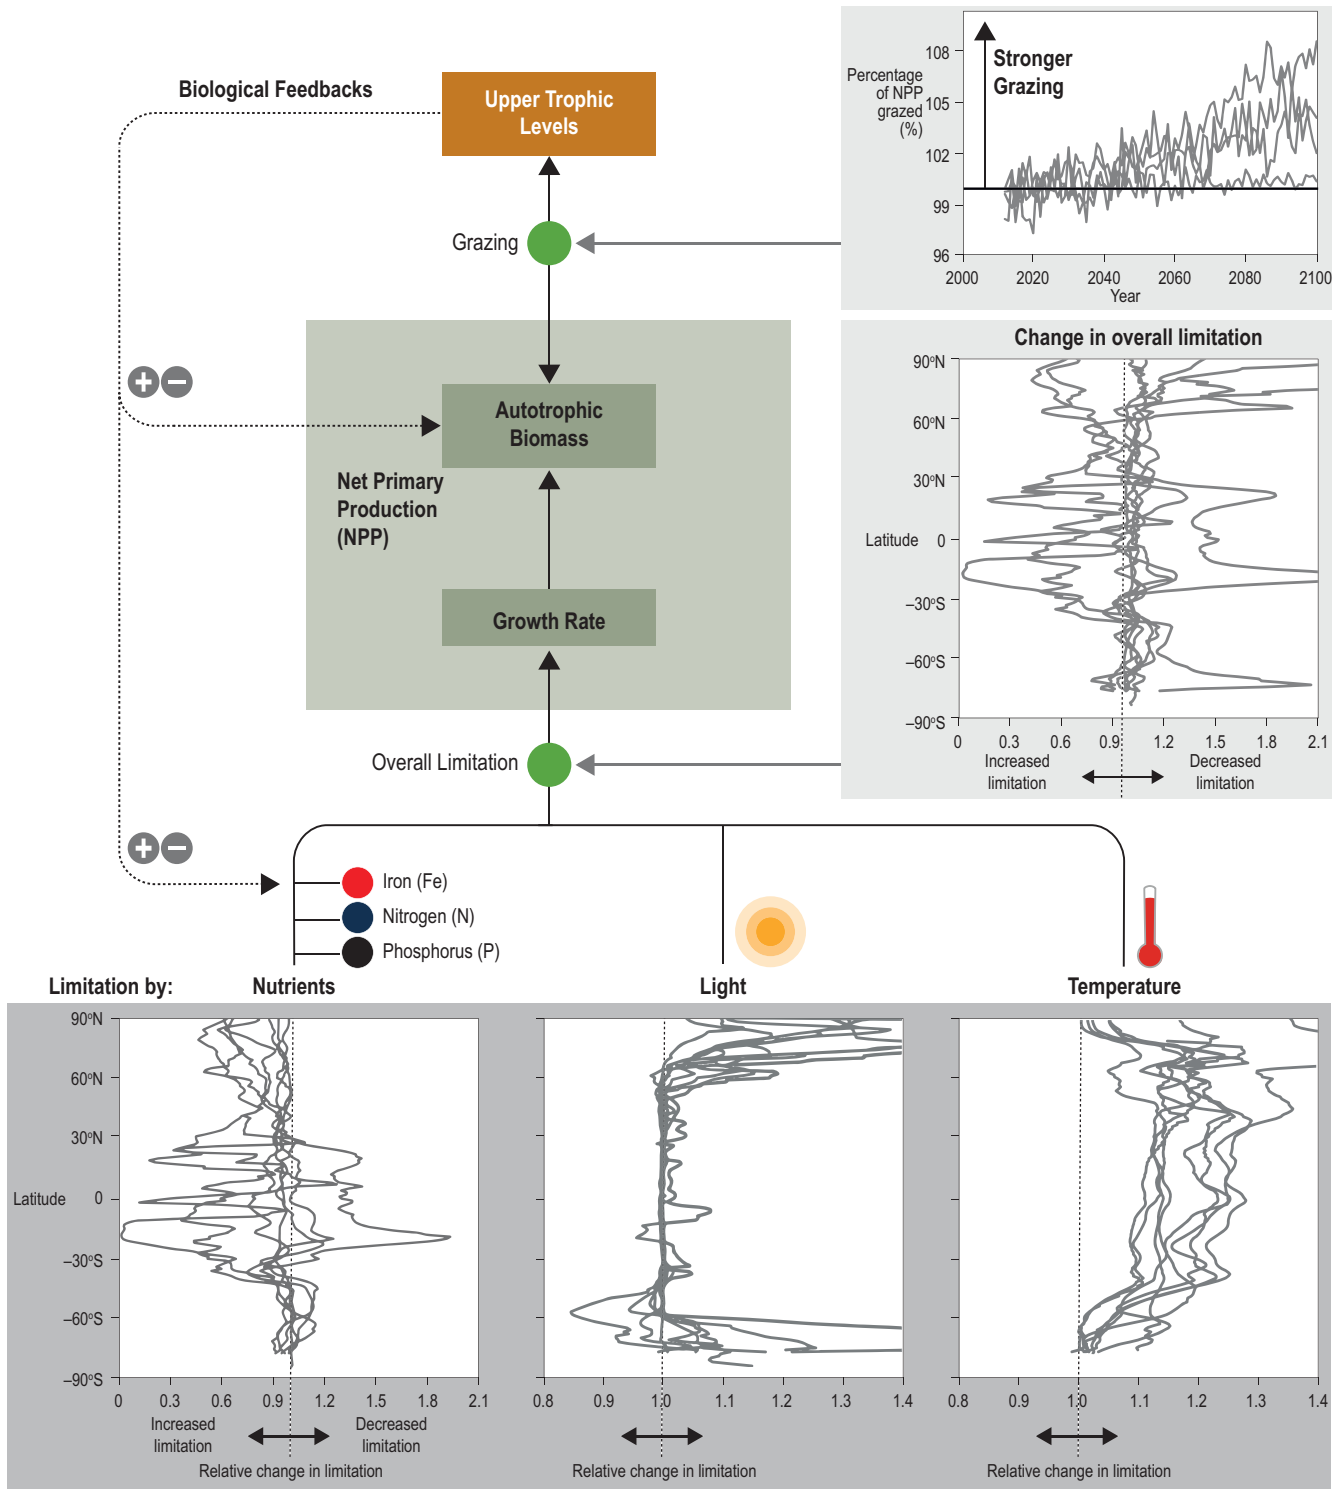 Biological Feedbacks
Upper Trophic
Levels
Grazing
Autotrophic
Biomass
Net Primary
Production
(NPP)
Growth Rate
Overall Limitation
Percentage
of NPP
grazed
(%)
108
105
102
99
96
Stronger
Grazing
2000 2020 2040 2060 2080 2100
Year
Change in overall limitation
90°N
60°N
30°N
Latitude 0
–30°S
–60°S
–90°S
0 0.3 0.6 0.9 1.2 1.5 1.8 2.1
Increased
limitation
Decreased
limitation
Iron (Fe)
Nitrogen (N)
Phosphorus (P)
Limitation by: Nutrients Light Temperature
90°N
60°N
30°N
Latitude 0
–30°S
–60°S
–90°S
0 0.3 0.6 0.9 1.2 1.5 1.8 2.1
Increased
limitation
Decreased
limitation
Relative change in limitation
0.8 0.9 1.0 1.1 1.2 1.3 1.4
Relative change in limitation
0.8 0.9 1.0 1.1 1.2 1.3 1.4
Relative change in limitation